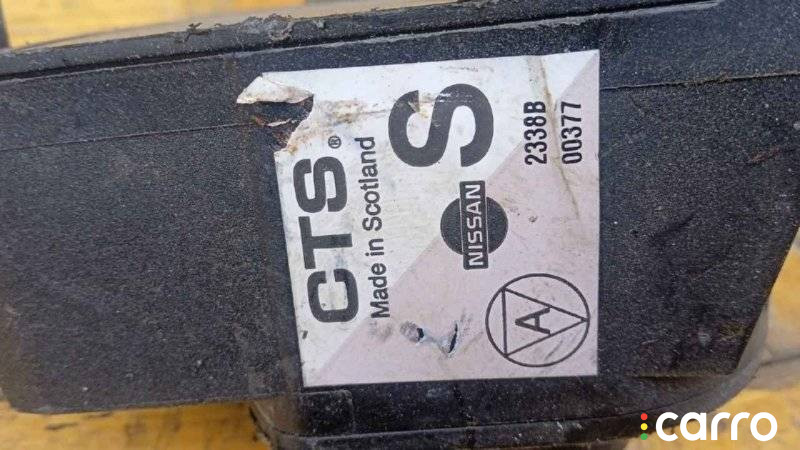 CTS®
Made in Scotland
S
NISSAN
2338B
00377
A
carro